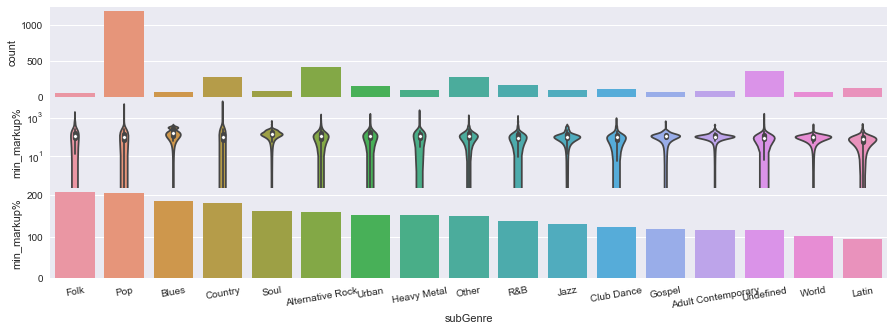 1000
500
0
count
10³
10¹
min_markup%
200
100
0
min_markup%
Folk Pop Blues Country Soul Alternative Rock Urban Heavy Metal Other R&B Jazz Club Dance Gospel Adult Contemporary Undefined World Latin
subGenre